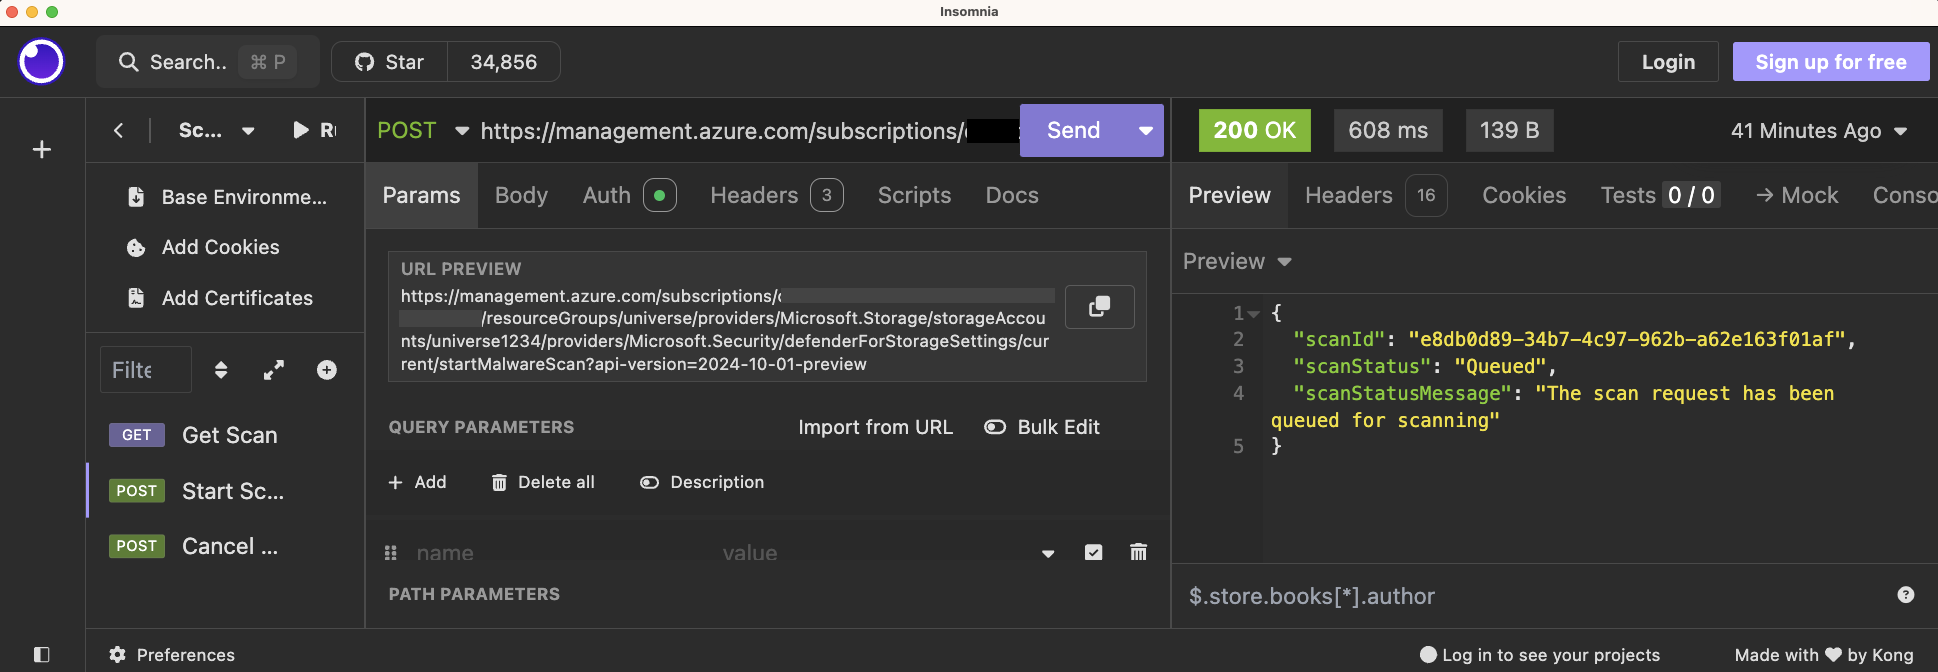 Insomnia
Search.. ⌘ P
Star 34,856
Login
Sign up for free
Sc...
POST https://management.azure.com/subscriptions/
Send
200 OK 608 ms 139 B 41 Minutes Ago
Base Environme...
Add Cookies
Add Certificates
Filte
GET Get Scan
POST Start Sc...
POST Cancel ...
Params Body Auth Headers 3 Scripts Docs
URL PREVIEW
https://management.azure.com/subscriptions/
/resourceGroups/universe/providers/Microsoft.Storage/storageAccou
nts/universe1234/providers/Microsoft.Security/defenderForStorageSettings/cur
rent/startMalwareScan?api-version=2024-10-01-preview
QUERY PARAMETERS Import from URL Bulk Edit
+ Add Delete all Description
name value
PATH PARAMETERS
Preview Headers 16 Cookies Tests 0 / 0 → Mock Conso
Preview
1 {
2 "scanId": "e8db0d89-34b7-4c97-962b-a62e163f01af",
3 "scanStatus": "Queued",
4 "scanStatusMessage": "The scan request has been
queued for scanning"
5 }
$.store.books[*].author
Preferences
Log in to see your projects
Made with ♥ by Kong